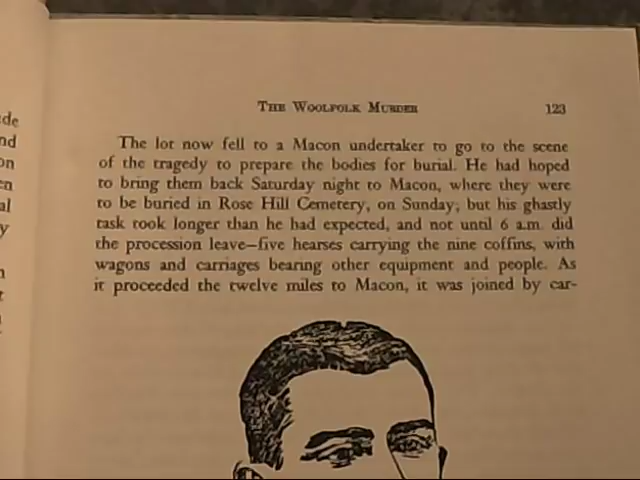 THE WOOLFOLK MURDER 123
The lot now fell to a Macon undertaker to go to the scene
of the tragedy to prepare the bodies for burial. He had hoped
to bring them back Saturday night to Macon, where they were
to be buried in Rose Hill Cemetery, on Sunday; but his ghastly
task took longer than he had expected, and not until 6 a.m. did
the procession leave—five hearses carrying the nine coffins, with
wagons and carriages bearing other equipment and people. As
it proceeded the twelve miles to Macon, it was joined by car-